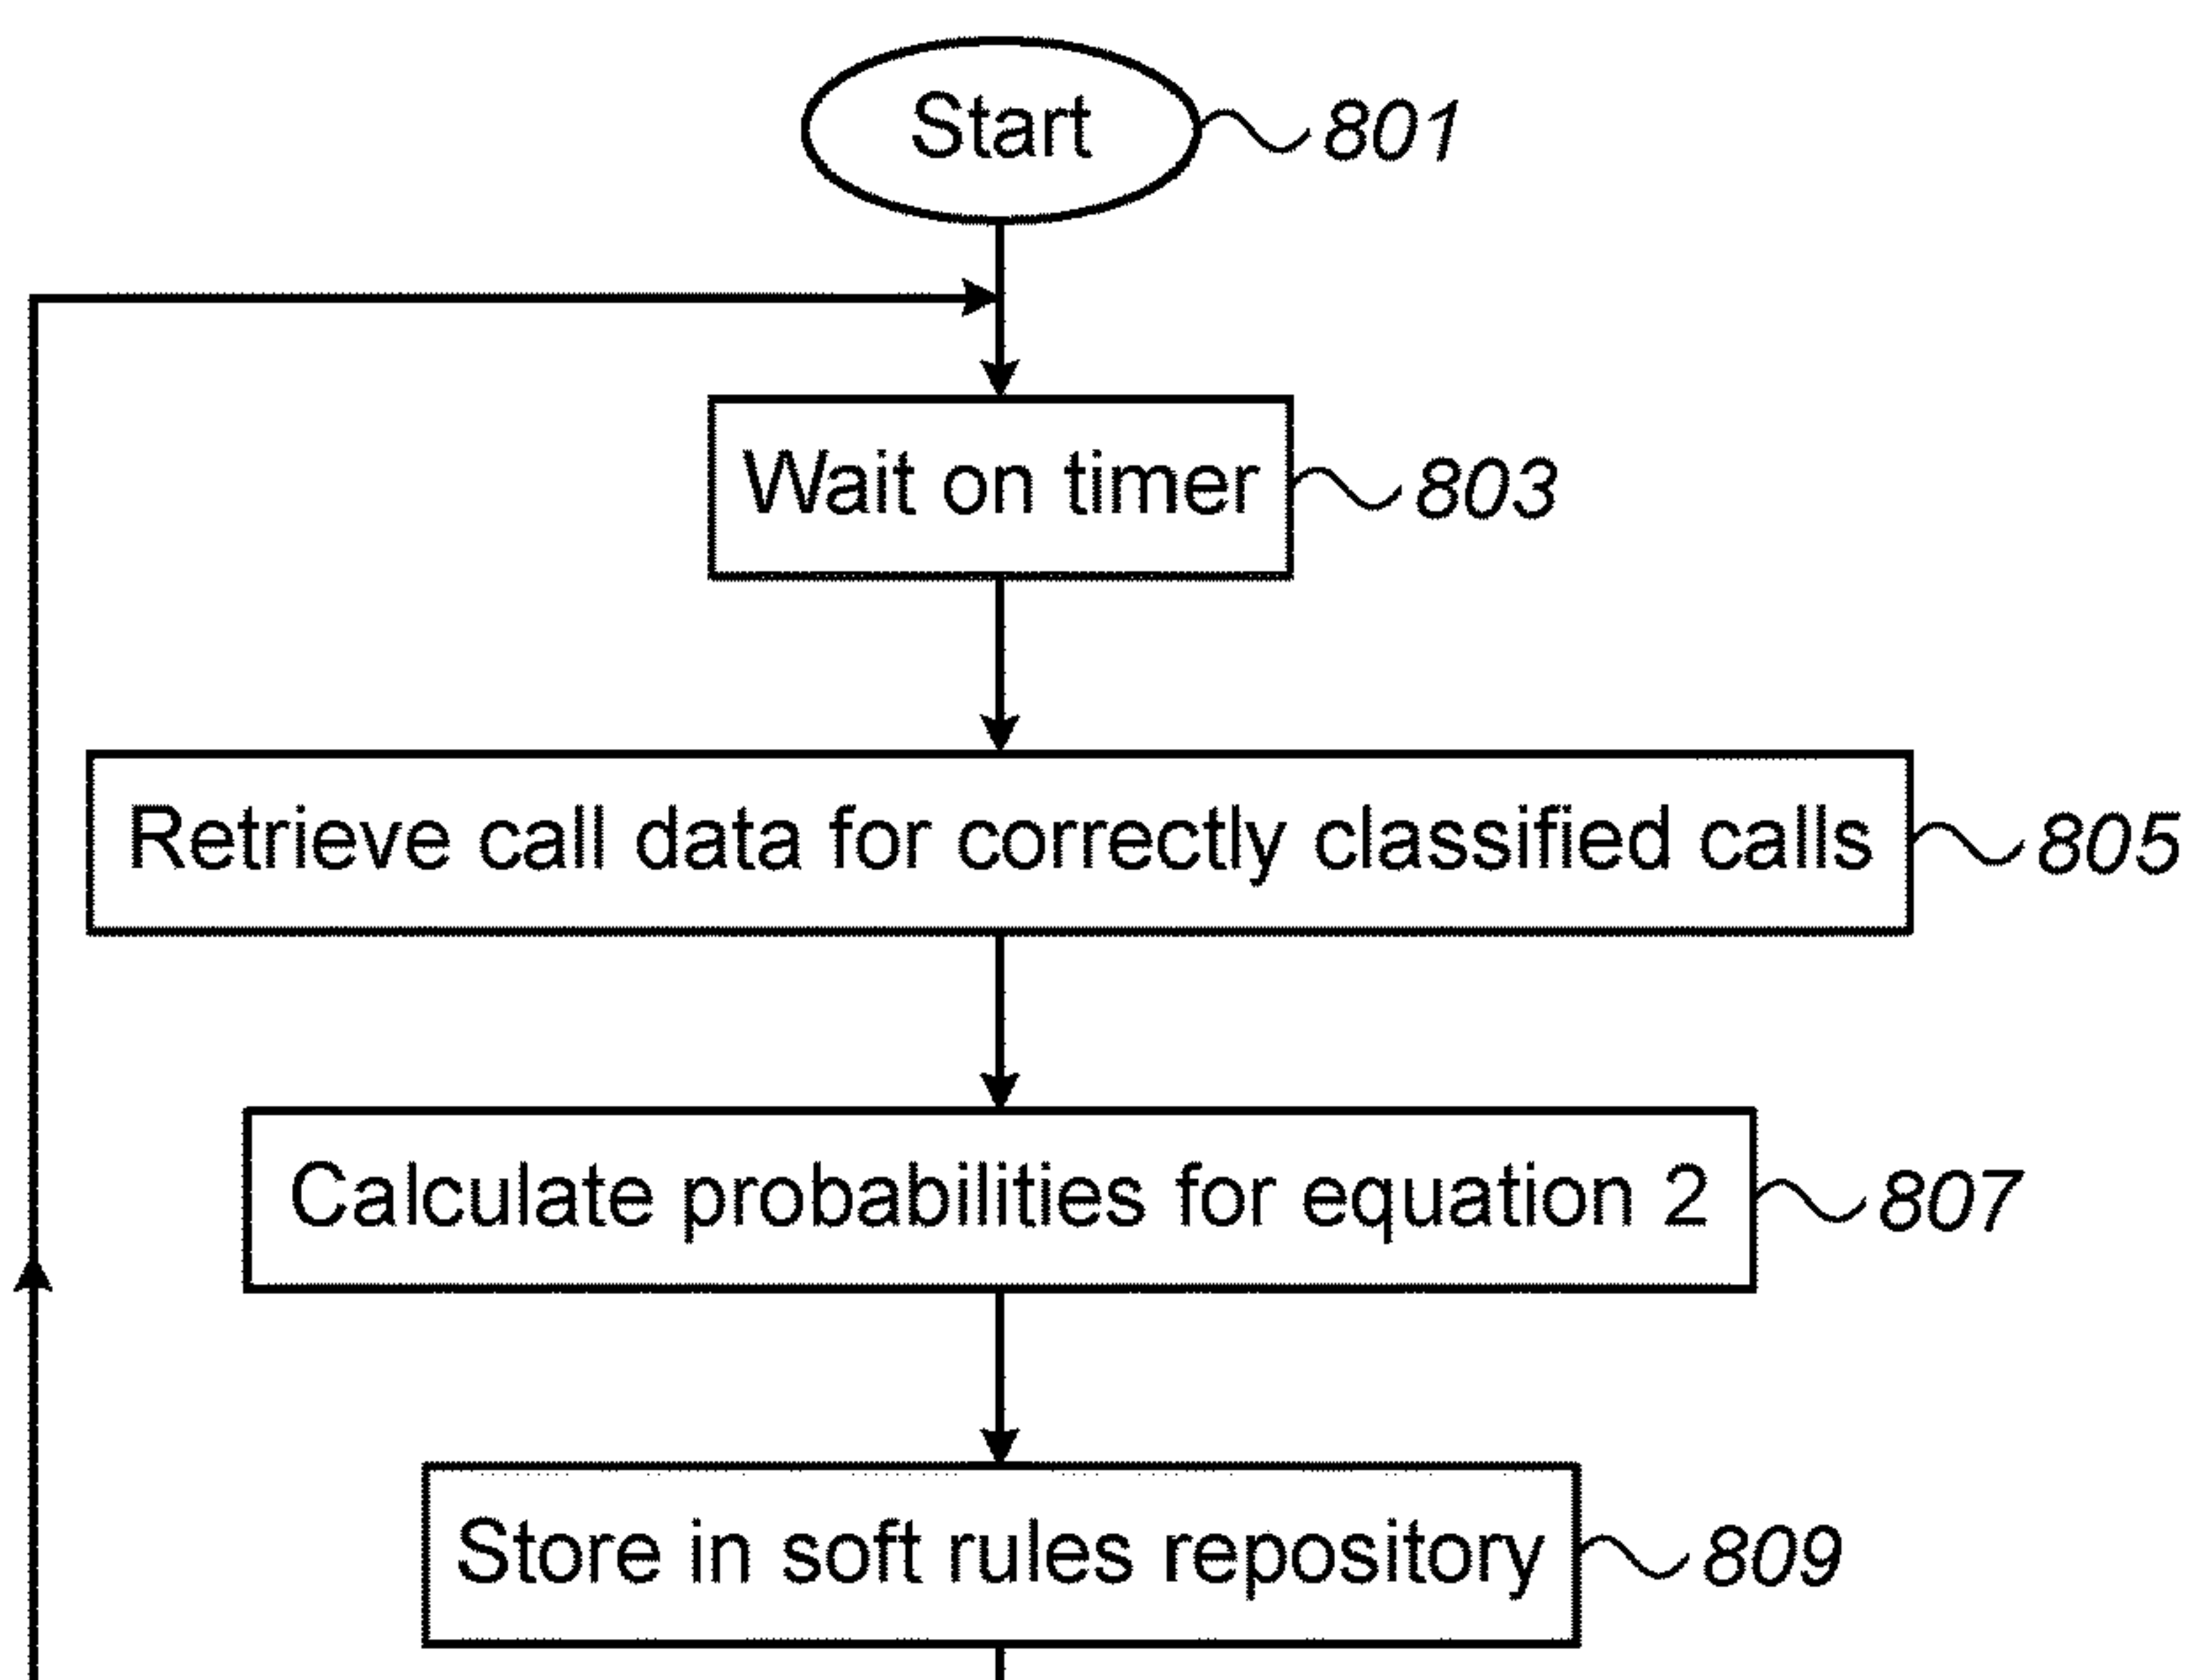 Start 801
Wait on timer 803
Retrieve call data for correctly classified calls 805
Calculate probabilities for equation 2 807
Store in soft rules repository 809